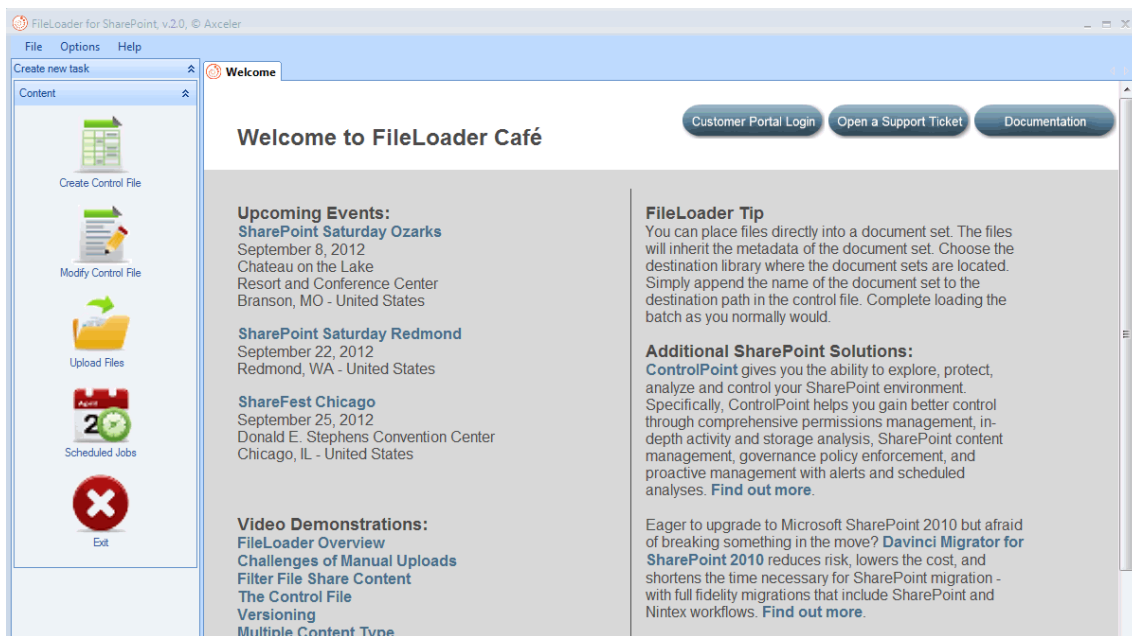 FileLoader for SharePoint, v.2.0, © Axceler
File Options Help
Create new task
Content
Create Control File
Modify Control File
Upload Files
April
2
Scheduled Jobs
Exit
Welcome
Welcome to FileLoader Café
Customer Portal Login
Open a Support Ticket
Documentation
Upcoming Events:
SharePoint Saturday Ozarks
September 8, 2012
Chateau on the Lake
Resort and Conference Center
Branson, MO - United States
SharePoint Saturday Redmond
September 22, 2012
Redmond, WA - United States
ShareFest Chicago
September 25, 2012
Donald E. Stephens Convention Center
Chicago, IL - United States
Video Demonstrations:
FileLoader Overview
Challenges of Manual Uploads
Filter File Share Content
The Control File
Versioning
Multiple Content Type
FileLoader Tip
You can place files directly into a document set. The files
will inherit the metadata of the document set. Choose the
destination library where the document sets are located.
Simply append the name of the document set to the
destination path in the control file. Complete loading the
batch as you normally would.
Additional SharePoint Solutions:
ControlPoint gives you the ability to explore, protect,
analyze and control your SharePoint environment.
Specifically, ControlPoint helps you gain better control
through comprehensive permissions management, in-
depth activity and storage analysis, SharePoint content
management, governance policy enforcement, and
proactive management with alerts and scheduled
analyses. Find out more.
Eager to upgrade to Microsoft SharePoint 2010 but afraid
of breaking something in the move? Davinci Migrator for
SharePoint 2010 reduces risk, lowers the cost, and
shortens the time necessary for SharePoint migration -
with full fidelity migrations that include SharePoint and
Nintex workflows. Find out more.